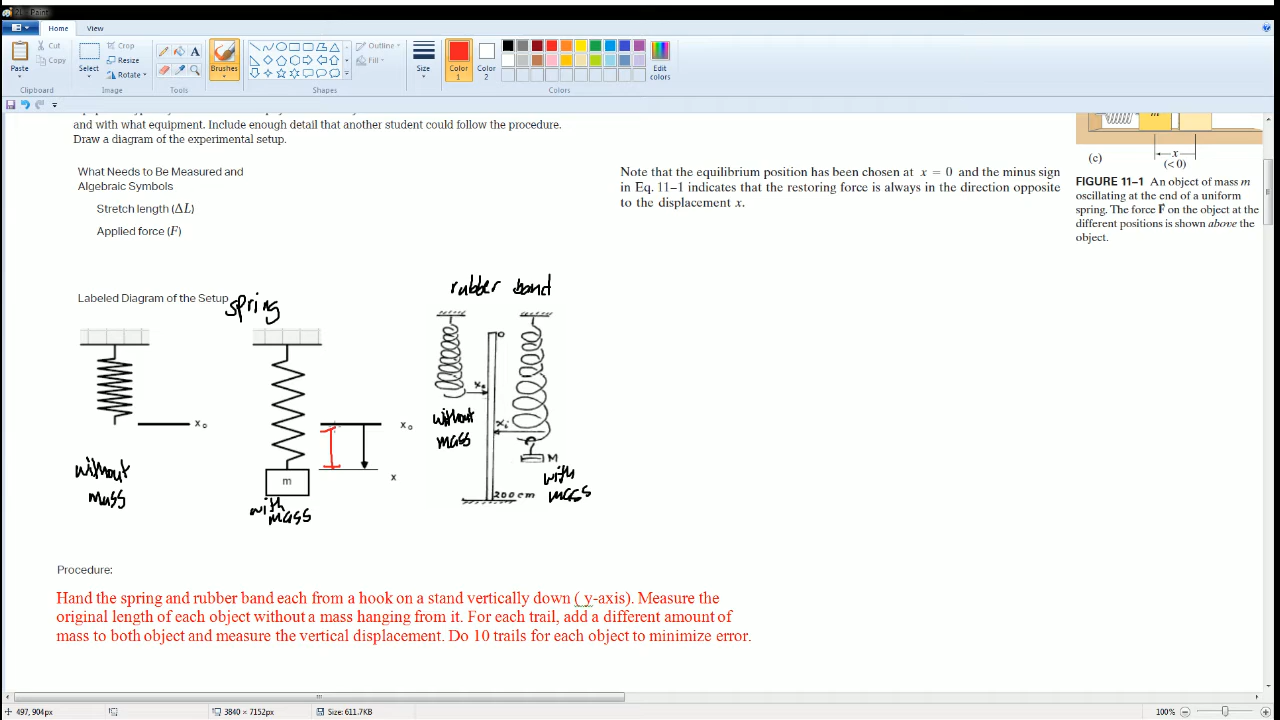 2L - Paint
Home View
Cut
Copy
Paste
Clipboard
Select
Crop
Resize
Rotate
Image
A
Tools
Brushes
Outline
Fill
Shapes
Size
Color 1
Color 2
Edit colors
Colors
and with what equipment. Include enough detail that another student could follow the procedure.
Draw a diagram of the experimental setup.
What Needs to Be Measured and
Algebraic Symbols
Stretch length (ΔL)
Applied force (F)
Note that the equilibrium position has been chosen at x = 0 and the minus sign
in Eq. 11–1 indicates that the restoring force is always in the direction opposite
to the displacement x.
m
x
(c)
(< 0)
FIGURE 11–1 An object of mass m
oscillating at the end of a uniform
spring. The force F⃗ on the object at the
different positions is shown above the
object.
Labeled Diagram of the Setup
spring
rubber band
x₀
x₀
x
m
without mass
with mass
0
x₀
xᵢ
M
200 cm
without mass
with mass
Procedure:
Hand the spring and rubber band each from a hook on a stand vertically down ( y-axis). Measure the
original length of each object without a mass hanging from it. For each trail, add a different amount of
mass to both object and measure the vertical displacement. Do 10 trails for each object to minimize error.
497, 904px
3840 × 7152px
Size: 611.7KB
100%